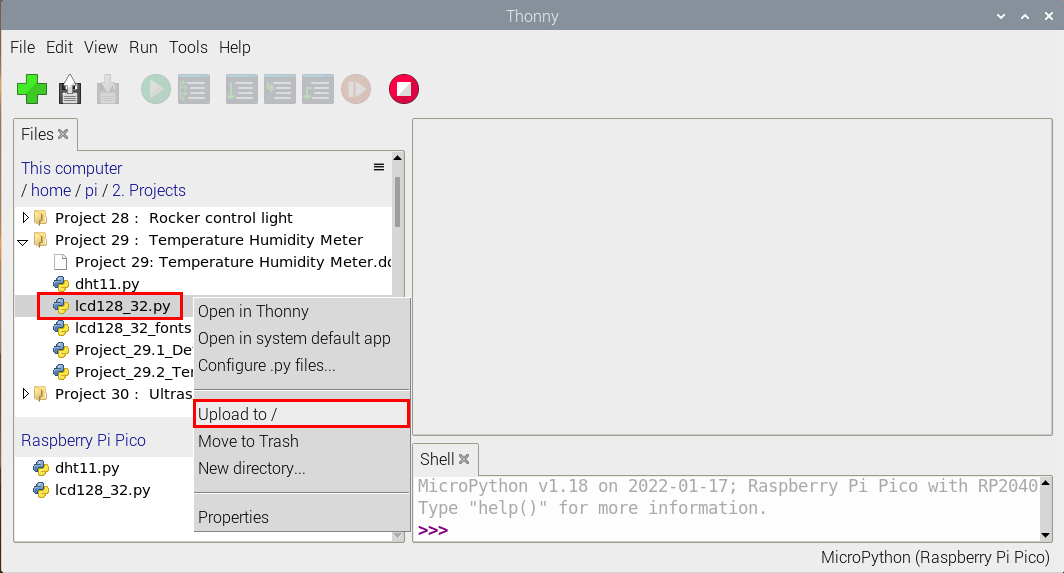 Thonny
File Edit View Run Tools Help
Files
This computer
/ home / pi / 2. Projects
Project 28 : Rocker control light
Project 29 : Temperature Humidity Meter
Project 29: Temperature Humidity Meter.dc
dht11.py
lcd128_32.py
lcd128_32_fonts
Project_29.1_De
Project_29.2_Ter
Project 30 : Ultras
Open in Thonny
Open in system default app
Configure .py files...
Upload to /
Move to Trash
New directory...
Properties
Raspberry Pi Pico
dht11.py
lcd128_32.py
Shell
MicroPython v1.18 on 2022-01-17; Raspberry Pi Pico with RP2040
Type "help()" for more information.
>>>
MicroPython (Raspberry Pi Pico)